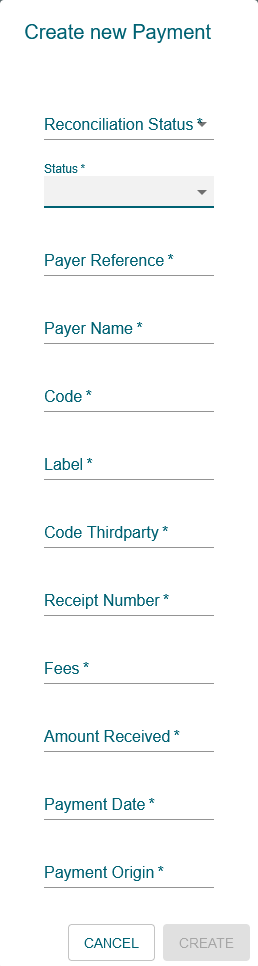 Create new Payment
Reconciliation Status *
Status *
Payer Reference *
Payer Name *
Code *
Label *
Code Thirdparty *
Receipt Number *
Fees *
Amount Received *
Payment Date *
Payment Origin *
CANCEL
CREATE